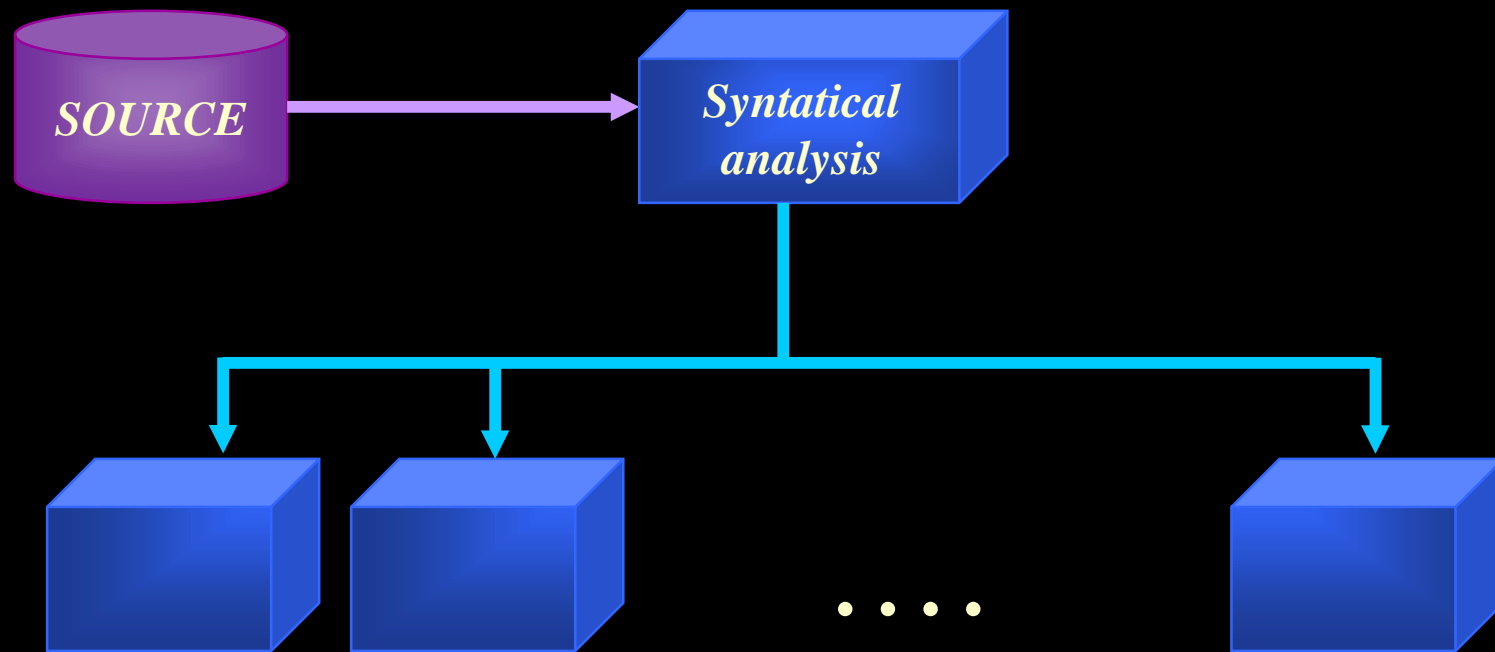 SOURCE
Syntatical
analysis
. . . .